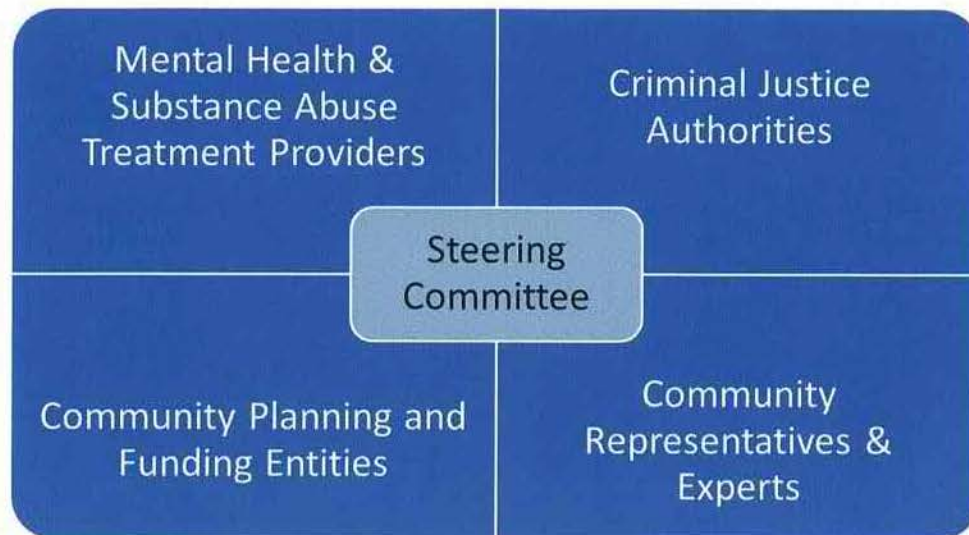 Mental Health &
Substance Abuse
Treatment Providers
Criminal Justice
Authorities
Steering
Committee
Community Planning and
Funding Entities
Community
Representatives &
Experts